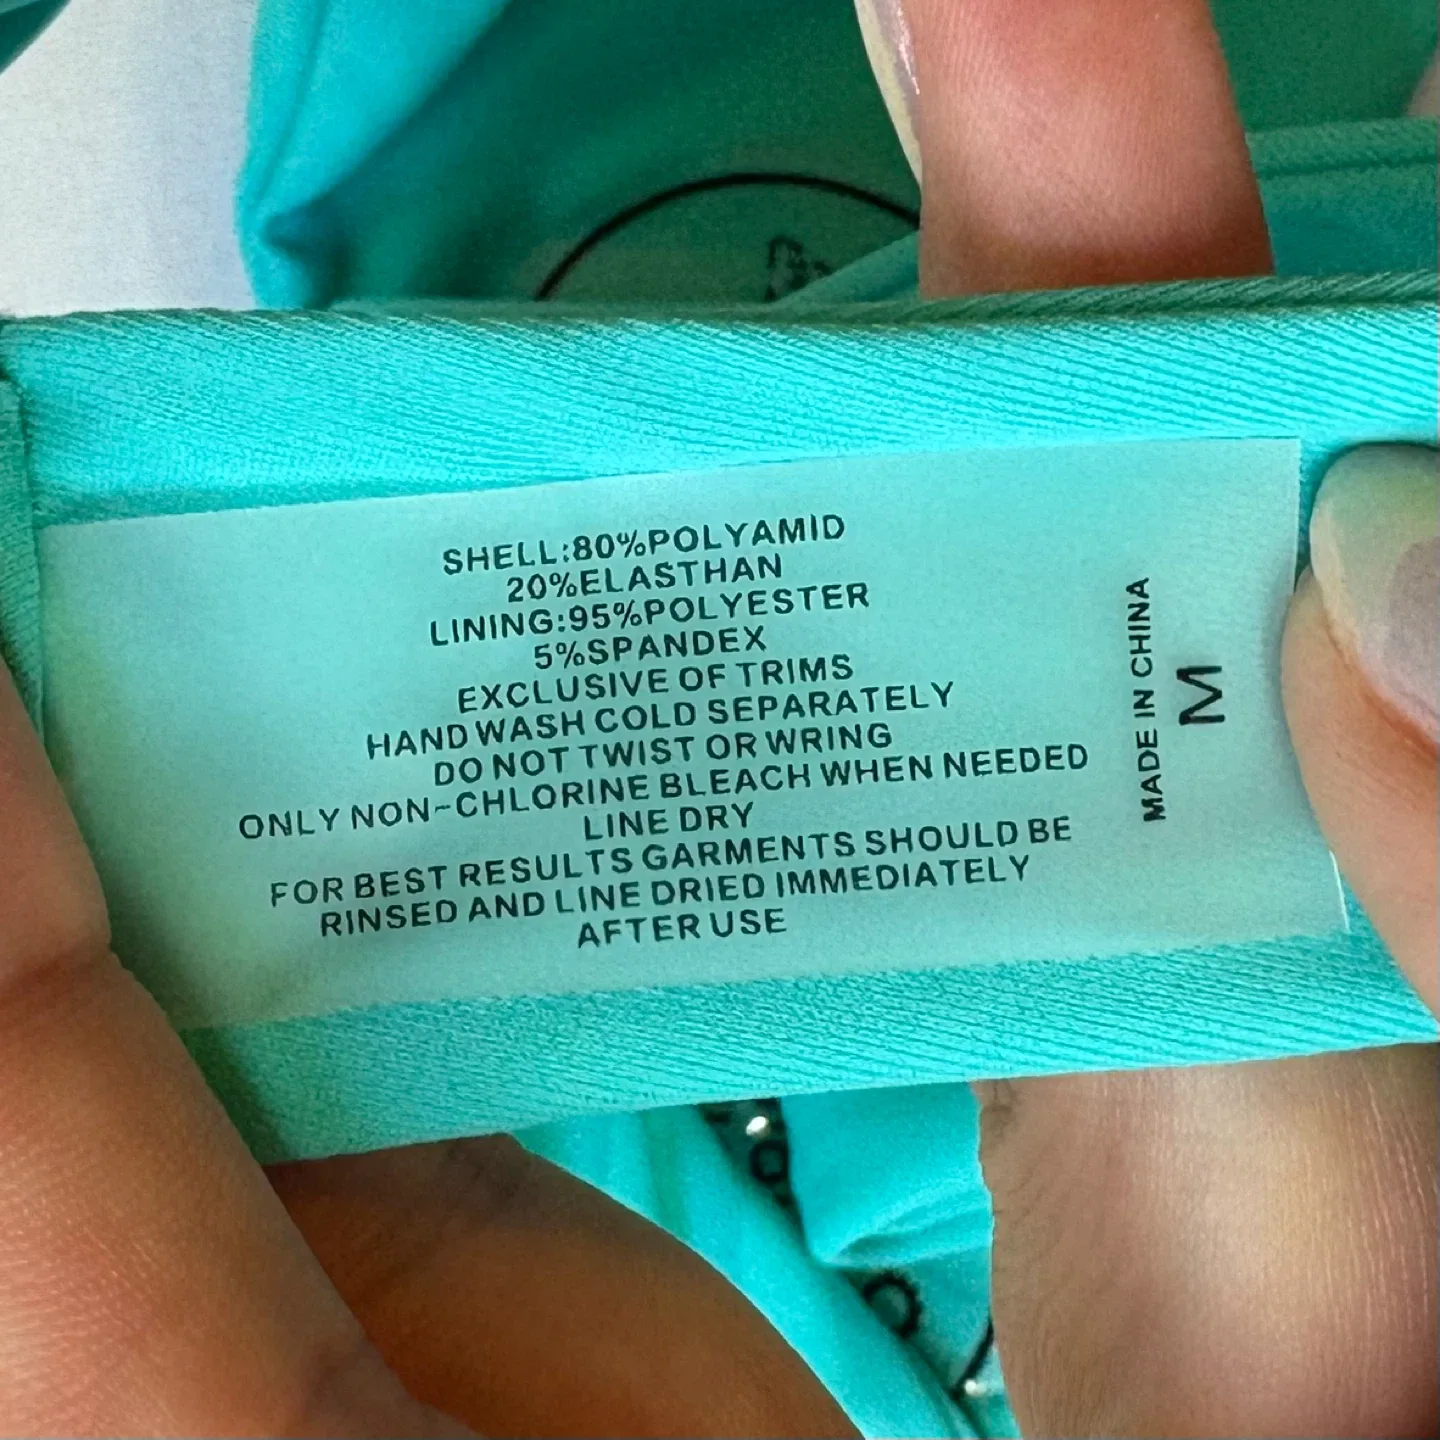 SHELL:80%POLYAMID
20%ELASTHAN
LINING:95%POLYESTER
5%SPANDEX
EXCLUSIVE OF TRIMS
HAND WASH COLD SEPARATELY
DO NOT TWIST OR WRING
ONLY NON-CHLORINE BLEACH WHEN NEEDED
LINE DRY
FOR BEST RESULTS GARMENTS SHOULD BE
RINSED AND LINE DRIED IMMEDIATELY
AFTER USE
MADE IN CHINA
M